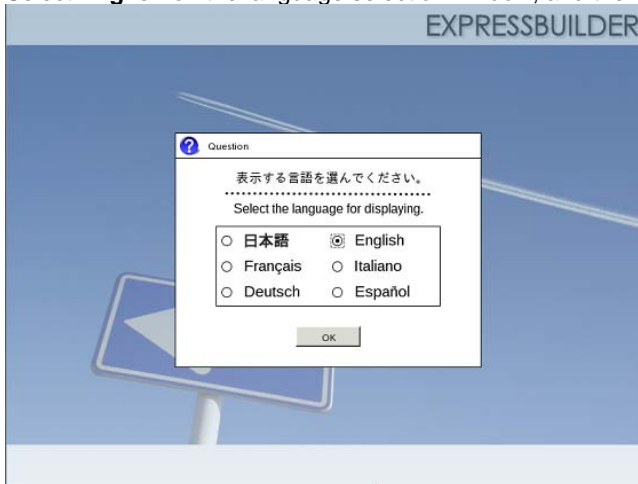 EXPRESSBUILDER
Question
表示する言語を選んでください。
Select the language for displaying.
日本語 English
Français Italiano
Deutsch Español
OK